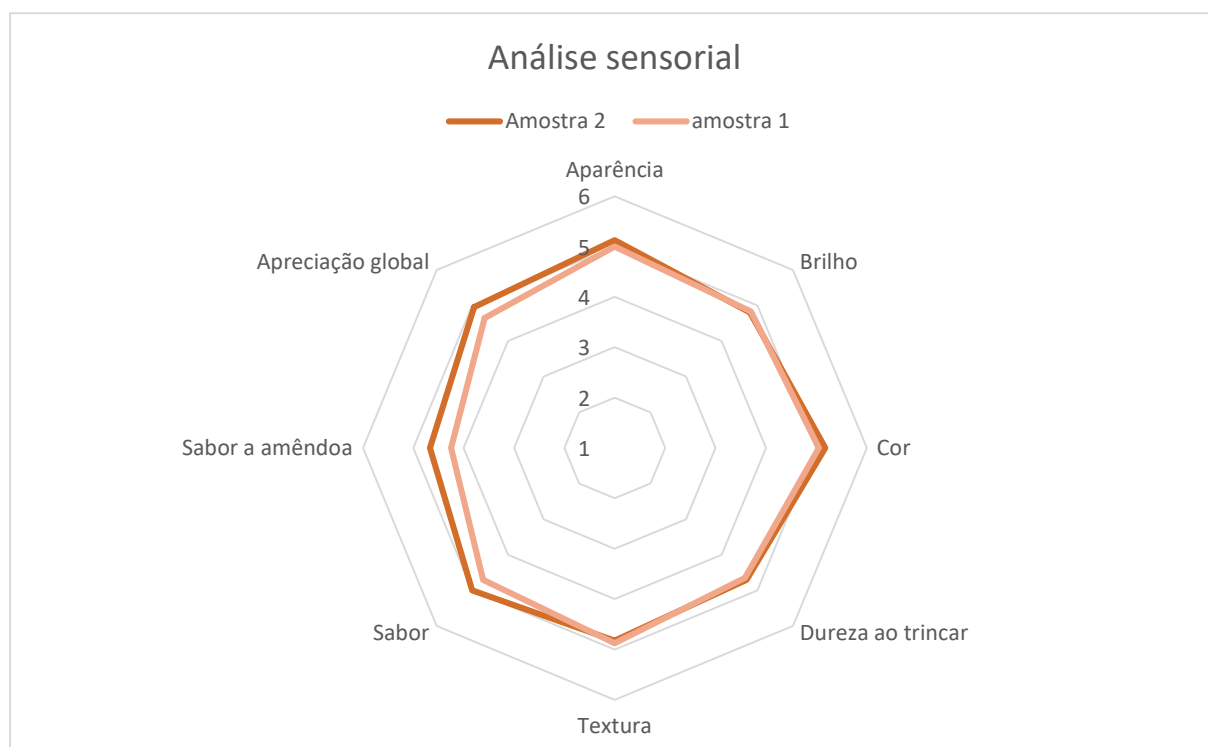 Análise sensorial
Amostra 2 amostra 1
Aparência
6
Apreciação global
Brilho
5
4
3
2
Sabor a amêndoa
1
Cor
Sabor
Dureza ao trincar
Textura